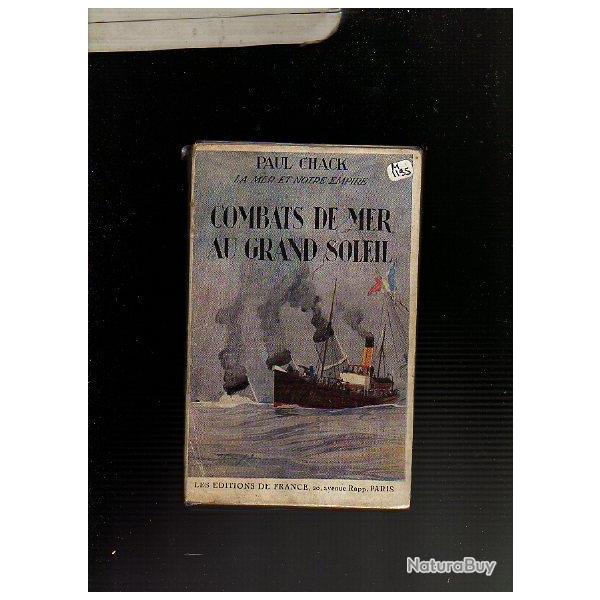 PAUL CHACK
LA MER ET NOTRE EMPIRE
COMBATS DE MER
AU GRAND SOLEIL
LES EDITIONS DE FRANCE, 20, avenue Rapp, PARIS
NaturaBuy